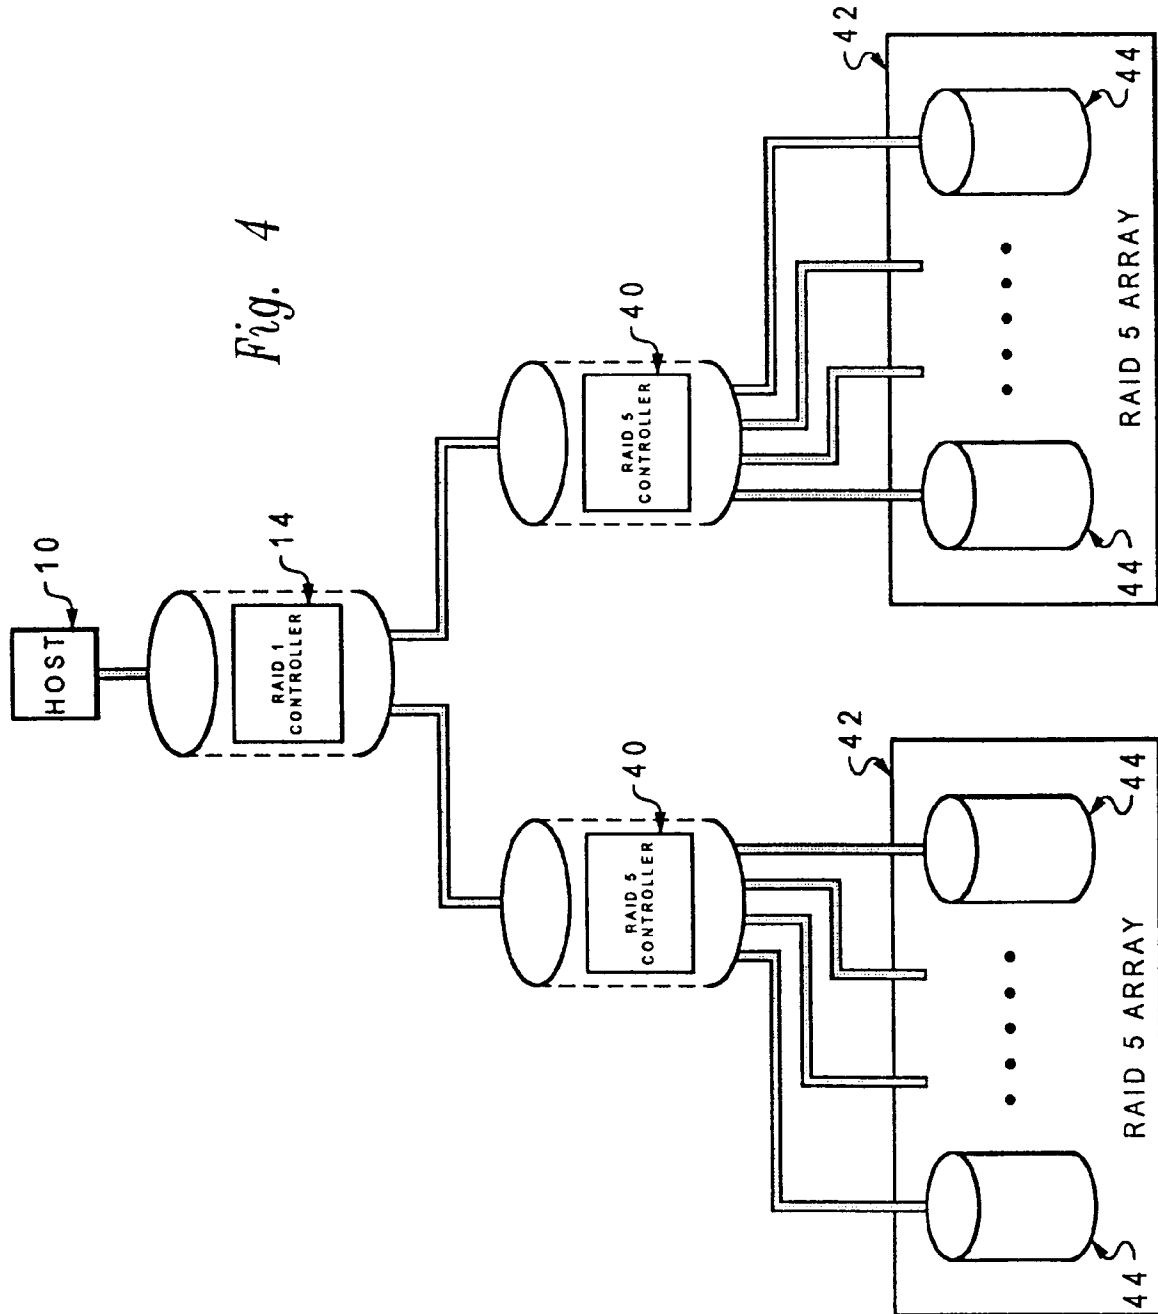 Fig. 4
HOST
10
RAID 1
CONTROLLER
14
RAID 5
CONTROLLER
40
RAID 5
CONTROLLER
40
42
44
44
RAID 5 ARRAY
42
44
44
RAID 5 ARRAY